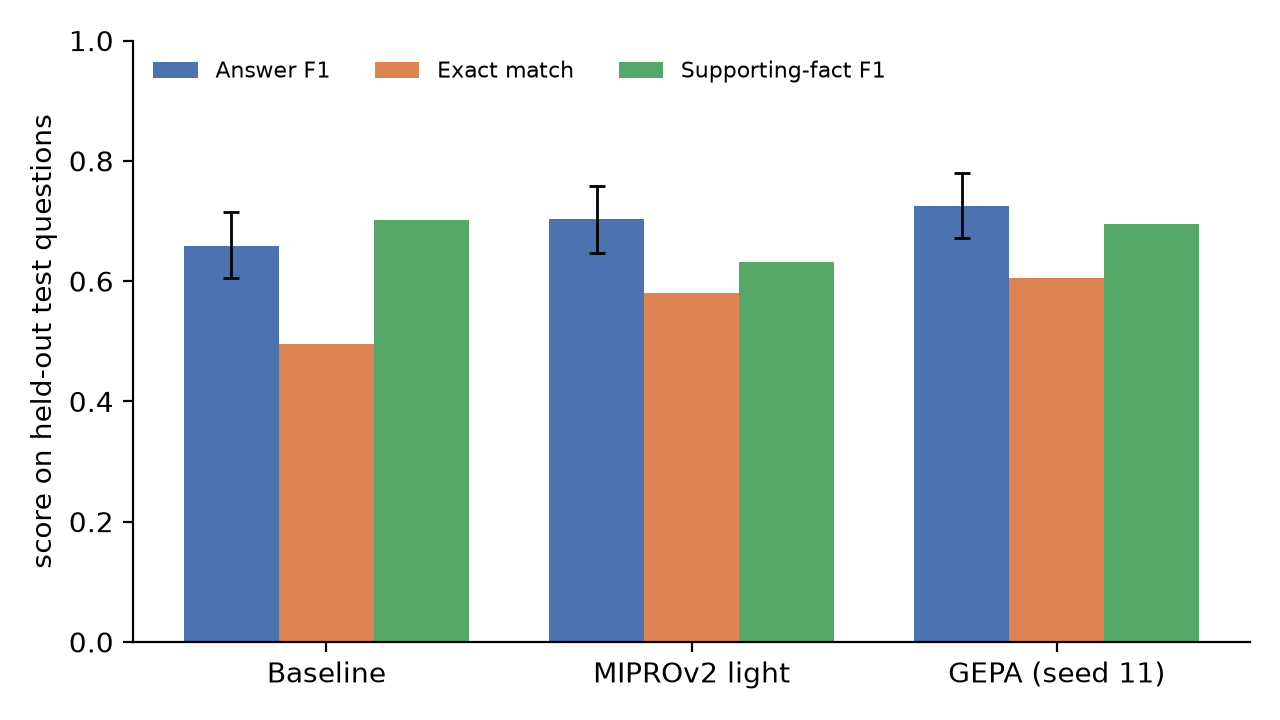 1.0
Answer F1 Exact match Supporting-fact F1
0.8
0.6
0.4
0.2
0.0
score on held-out test questions
Baseline MIPROv2 light GEPA (seed 11)